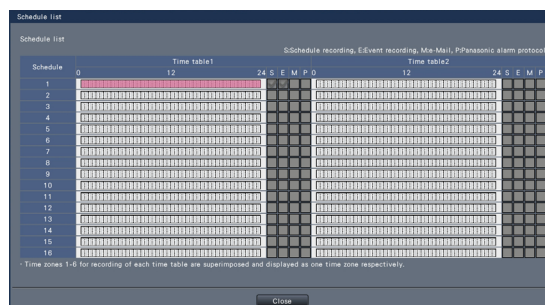 Schedule list
Schedule list
S:Schedule recording, E:Event recording, M:e-Mail, P:Panasonic alarm protocol
Schedule Time table1 Time table2
0 12 24 S E M P 0 12 24 S E M P
1
2
3
4
5
6
7
8
9
10
11
12
13
14
15
16
* Time zones 1-6 for recording of each time table are superimposed and displayed as one time zone respectively.
Close